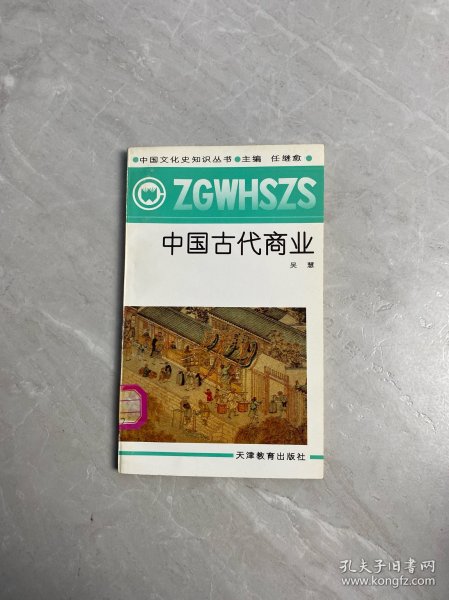 ●中国文化史知识丛书●主编 任继愈●
ZGWHSZS
中国古代商业
吴 慧
天津教育出版社
孔夫子旧书网
www.kongfz.com